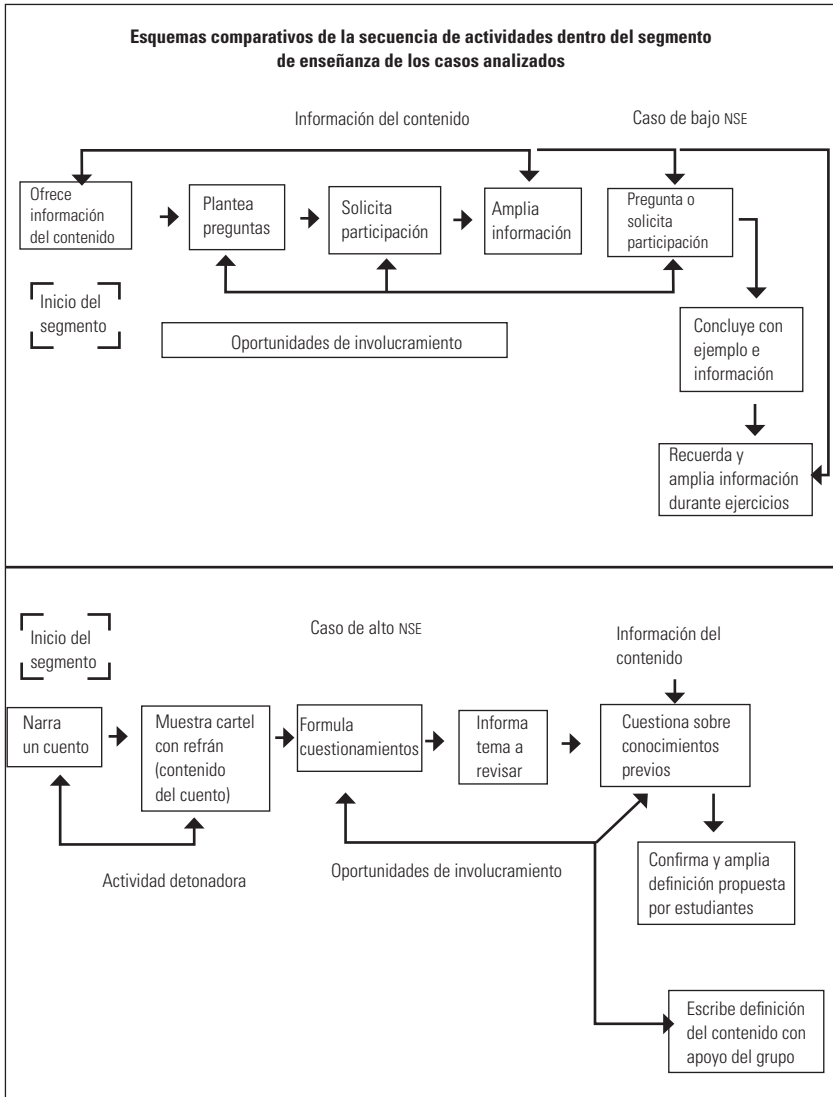 Esquemas comparativos de la secuencia de actividades dentro del segmento
de enseñanza de los casos analizados
Información del contenido
Caso de bajo NSE
Ofrece
información
del contenido
Plantea
preguntas
Solicita
participación
Amplia
información
Pregunta o
solicita
participación
Inicio del
segmento
Oportunidades de involucramiento
Concluye con
ejemplo e
información
Recuerda y
amplia información
durante ejercicios
Inicio del
segmento
Caso de alto NSE
Información del
contenido
Narra
un cuento
Muestra cartel
con refrán
(contenido
del cuento)
Formula
cuestionamientos
Informa
tema a
revisar
Cuestiona sobre
conocimientos
previos
Actividad detonadora
Oportunidades de involucramiento
Confirma y amplia
definición propuesta
por estudiantes
Escribe definición
del contenido con
apoyo del grupo